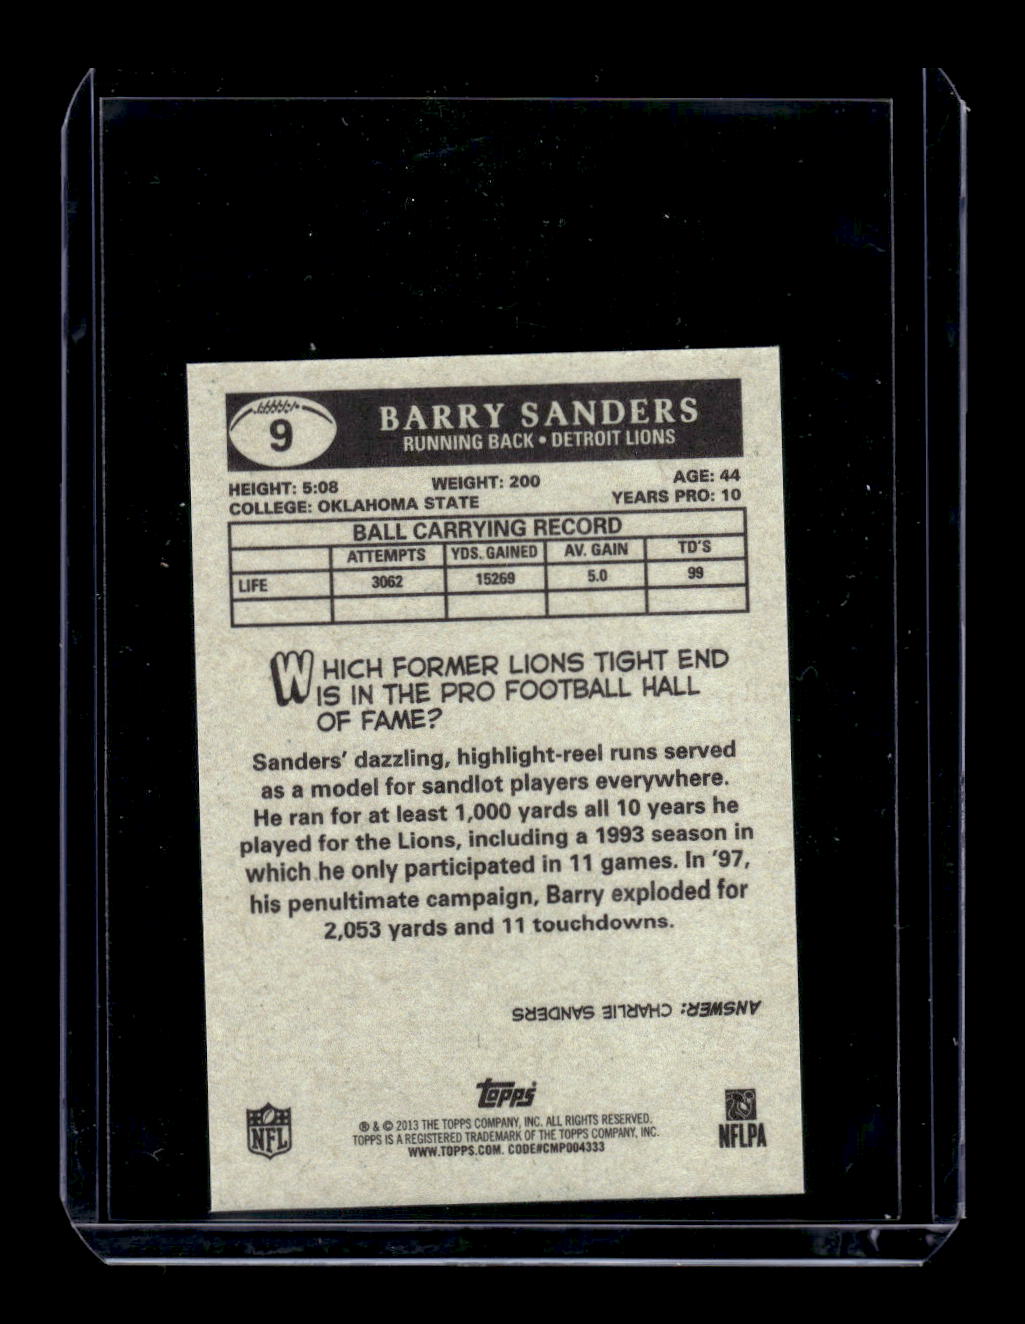 9
BARRY SANDERS
RUNNING BACK • DETROIT LIONS
HEIGHT: 5:08 WEIGHT: 200 AGE: 44
COLLEGE: OKLAHOMA STATE YEARS PRO: 10
BALL CARRYING RECORD
ATTEMPTS YDS. GAINED AV. GAIN TD'S
LIFE 3062 15269 5.0 99
WHICH FORMER LIONS TIGHT END
IS IN THE PRO FOOTBALL HALL
OF FAME?
Sanders' dazzling, highlight-reel runs served
as a model for sandlot players everywhere.
He ran for at least 1,000 yards all 10 years he
played for the Lions, including a 1993 season in
which he only participated in 11 games. In '97,
his penultimate campaign, Barry exploded for
2,053 yards and 11 touchdowns.
ANSWER: CHARLIE SANDERS
topps
NFL
® & © 2013 THE TOPPS COMPANY, INC. ALL RIGHTS RESERVED.
TOPPS IS A REGISTERED TRADEMARK OF THE TOPPS COMPANY, INC.
WWW.TOPPS.COM. CODE#CMP004333
NFLPA